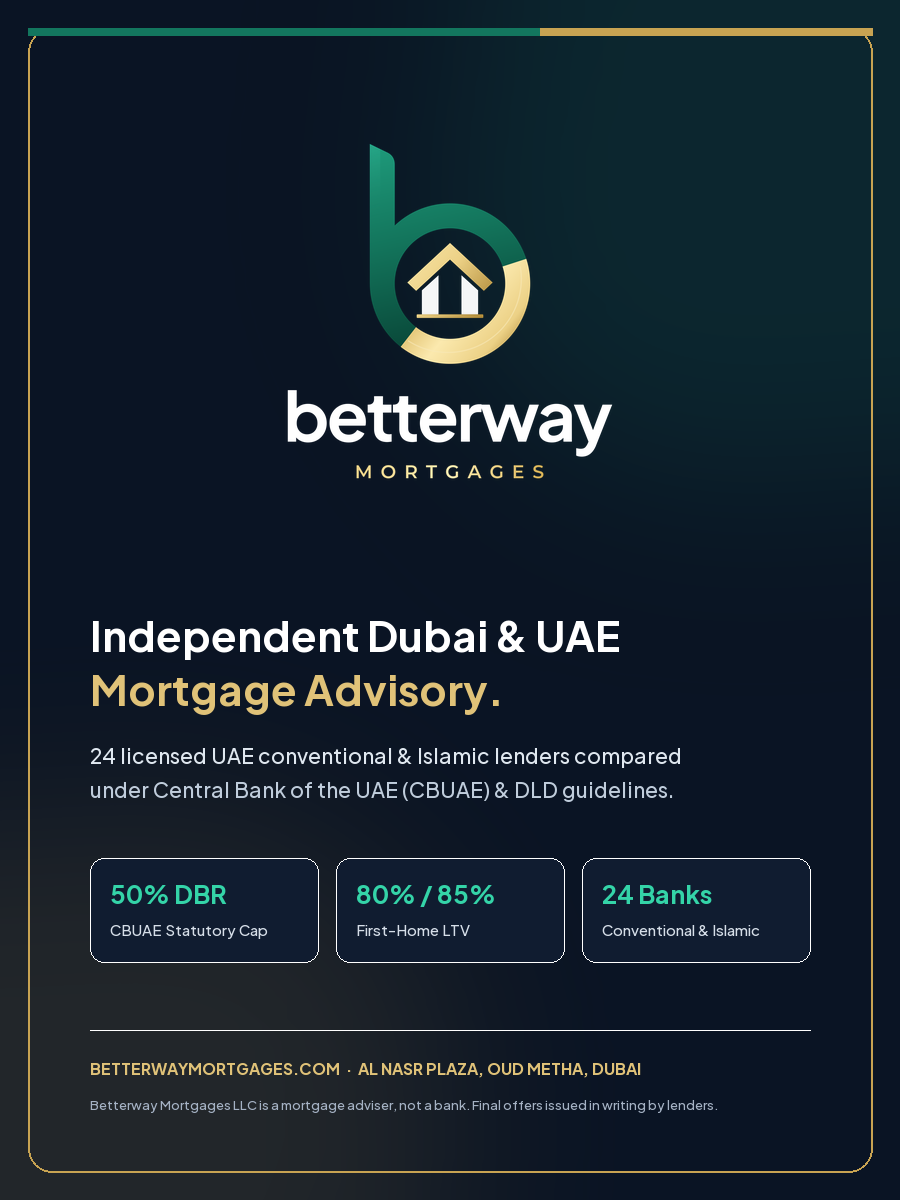 betterway
MORTGAGES
Independent Dubai & UAE
Mortgage Advisory.
24 licensed UAE conventional & Islamic lenders compared
under Central Bank of the UAE (CBUAE) & DLD guidelines.
50% DBR
CBUAE Statutory Cap
80% / 85%
First-Home LTV
24 Banks
Conventional & Islamic
BETTERWAYMORTGAGES.COM · AL NASR PLAZA, OUD METHA, DUBAI
Betterway Mortgages LLC is a mortgage adviser, not a bank. Final offers issued in writing by lenders.